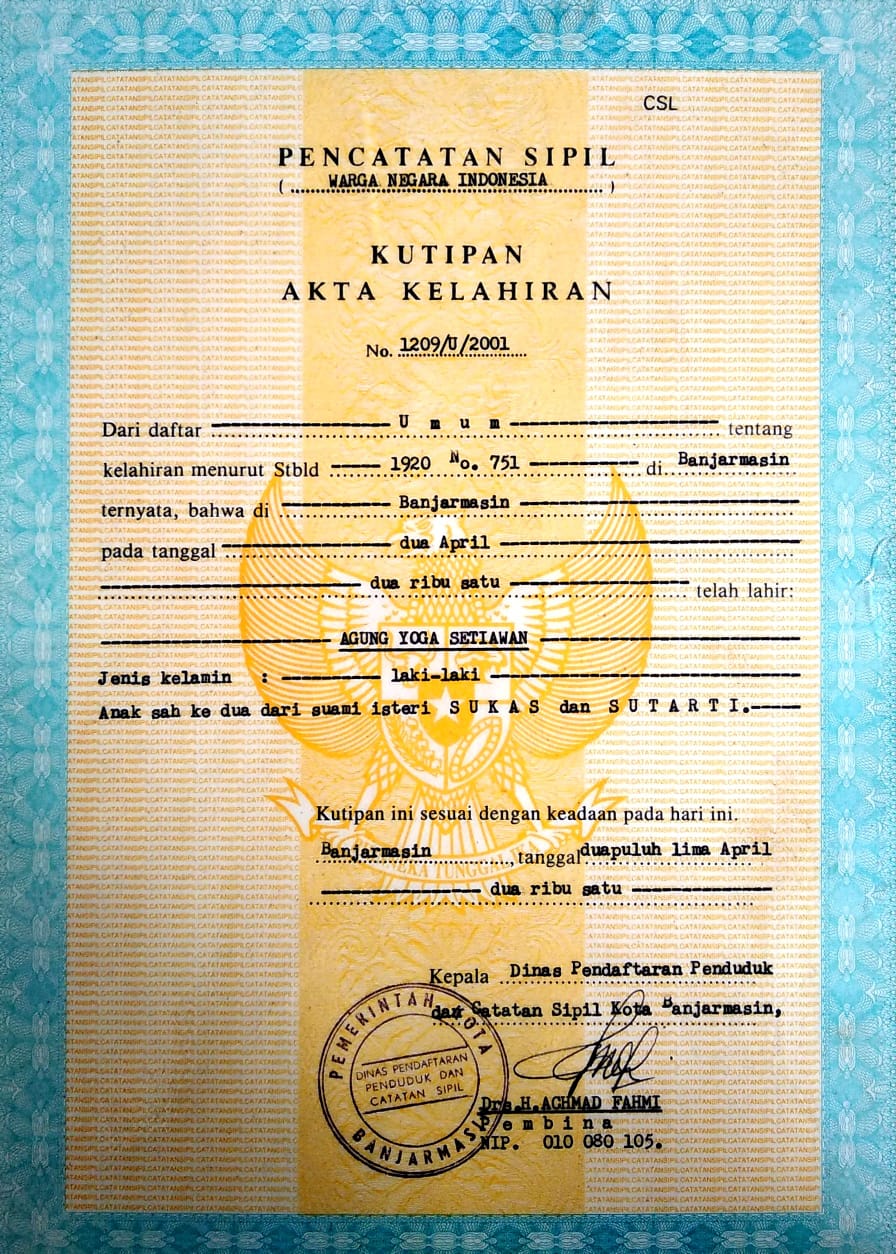 CSL
PENCATATAN SIPIL
( WARGA NEGARA INDONESIA )
KUTIPAN
AKTA KELAHIRAN
No. 1209/U/2001
Dari daftar U m u m tentang
kelahiran menurut Stbld 1920 No. 751 di Banjarmasin
ternyata, bahwa di Banjarmasin
pada tanggal dua April
dua ribu satu telah lahir:
AGUNG YOGA SETIAWAN
Jenis kelamin : laki-laki
Anak sah ke dua dari suami isteri S U K A S dan S U T A R T I.
Kutipan ini sesuai dengan keadaan pada hari ini.
Banjarmasin, tanggal duapuluh lima April
dua ribu satu
Kepala Dinas Pendaftaran Penduduk
dan Catatan Sipil Kota Banjarmasin,
PEMERINTAH KOTA
DINAS PENDAFTARAN
PENDUDUK DAN
CATATAN SIPIL
BANJARMASIN
Drs.H.ACHMAD FAHMI
P e m b i n a
NIP. 010 080 105.